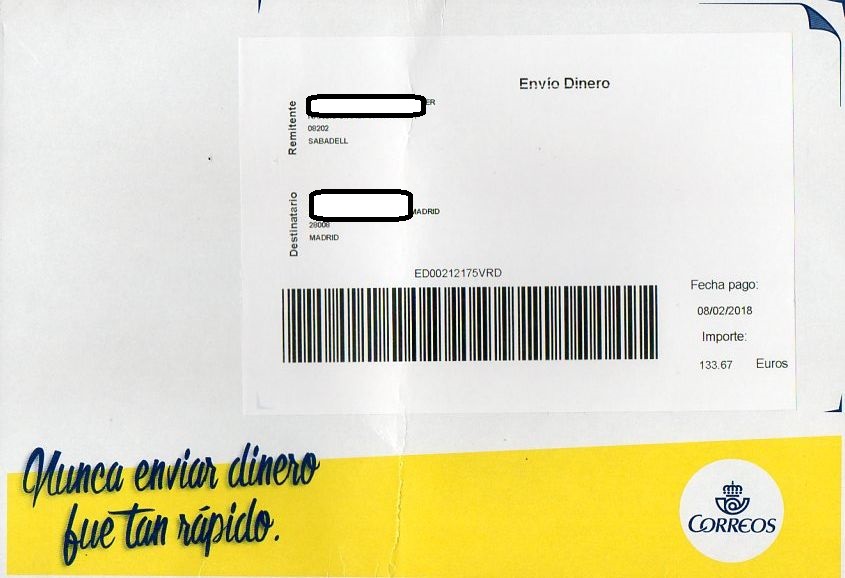 Envío Dinero
Remitente
ER
08202
SABADELL
Destinatario
MADRID
28008
MADRID
ED00212175VRD
Fecha pago:
08/02/2018
Importe:
133.67 Euros
Nunca enviar dinero
fue tan rápido.
CORREOS